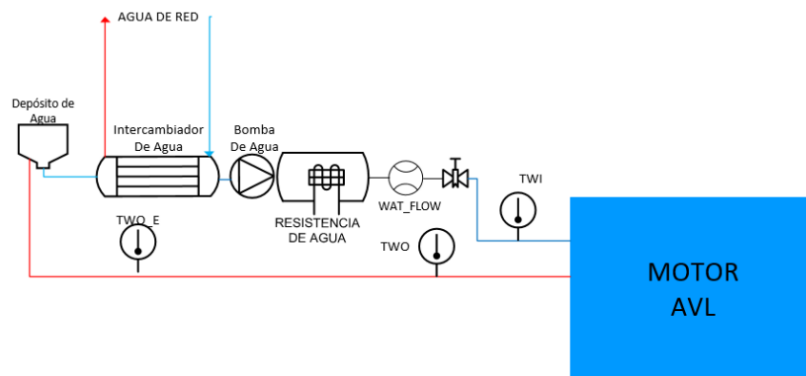 AGUA DE RED
Depósito de
Agua
Intercambiador
De Agua
Bomba
De Agua
TWO_E
RESISTENCIA
DE AGUA
WAT_FLOW
TWI
TWO
MOTOR
AVL